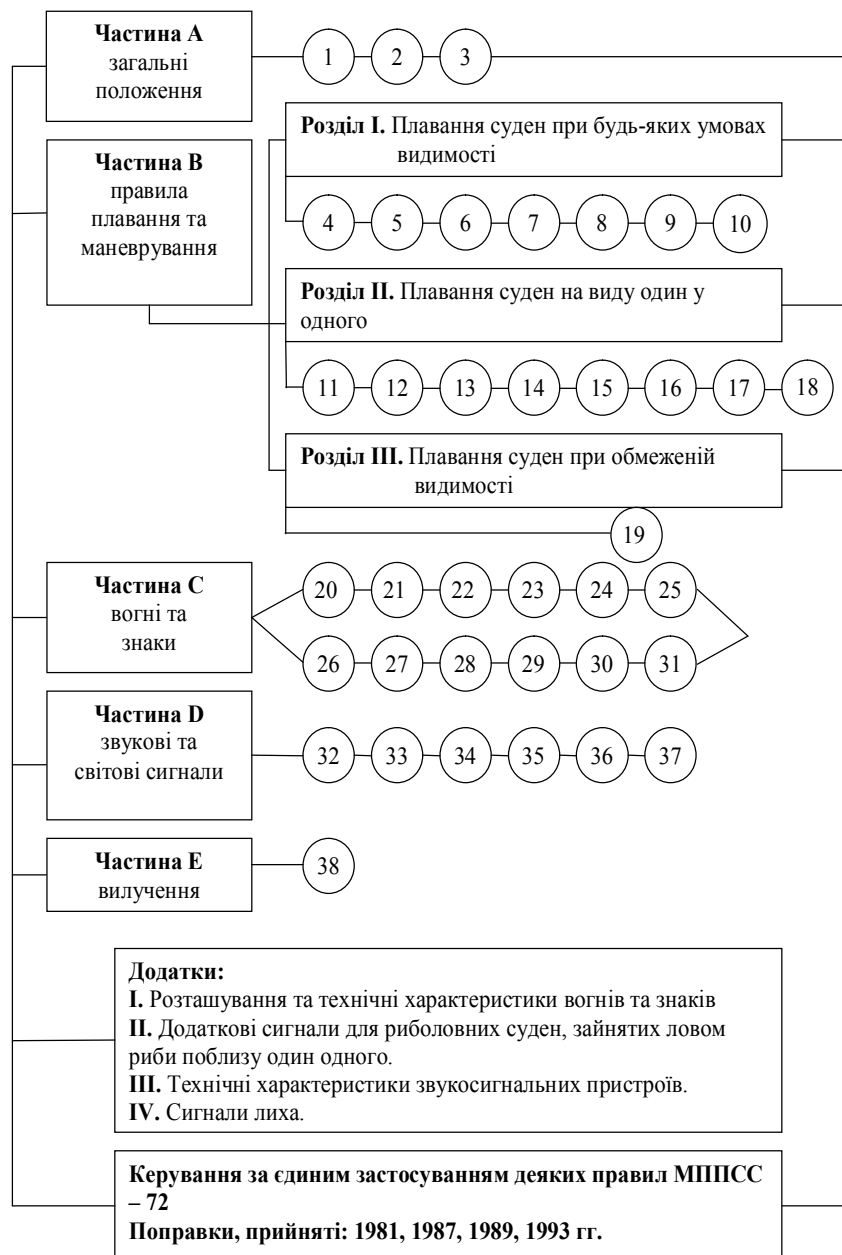 Частина А
загальні
положення
1 2 3
Розділ І. Плавання суден при будь-яких умовах
видимості
Частина В
правила
плавання та
маневрування
4 5 6 7 8 9 10
Розділ ІІ. Плавання суден на виду один у
одного
11 12 13 14 15 16 17 18
Розділ ІІІ. Плавання суден при обмеженій
видимості
19
Частина С
вогні та
знаки
20 21 22 23 24 25
26 27 28 29 30 31
Частина D
звукові та
світові сигнали
32 33 34 35 36 37
Частина Е
вилучення
38
Додатки:
І. Розташування та технічні характеристики вогнів та знаків
ІІ. Додаткові сигнали для риболовних суден, зайнятих ловом
риби поблизу один одного.
ІІІ. Технічні характеристики звукосигнальних пристроїв.
IV. Сигнали лиха.
Керування за єдиним застосуванням деяких правил МППСС
– 72
Поправки, прийняті: 1981, 1987, 1989, 1993 гг.